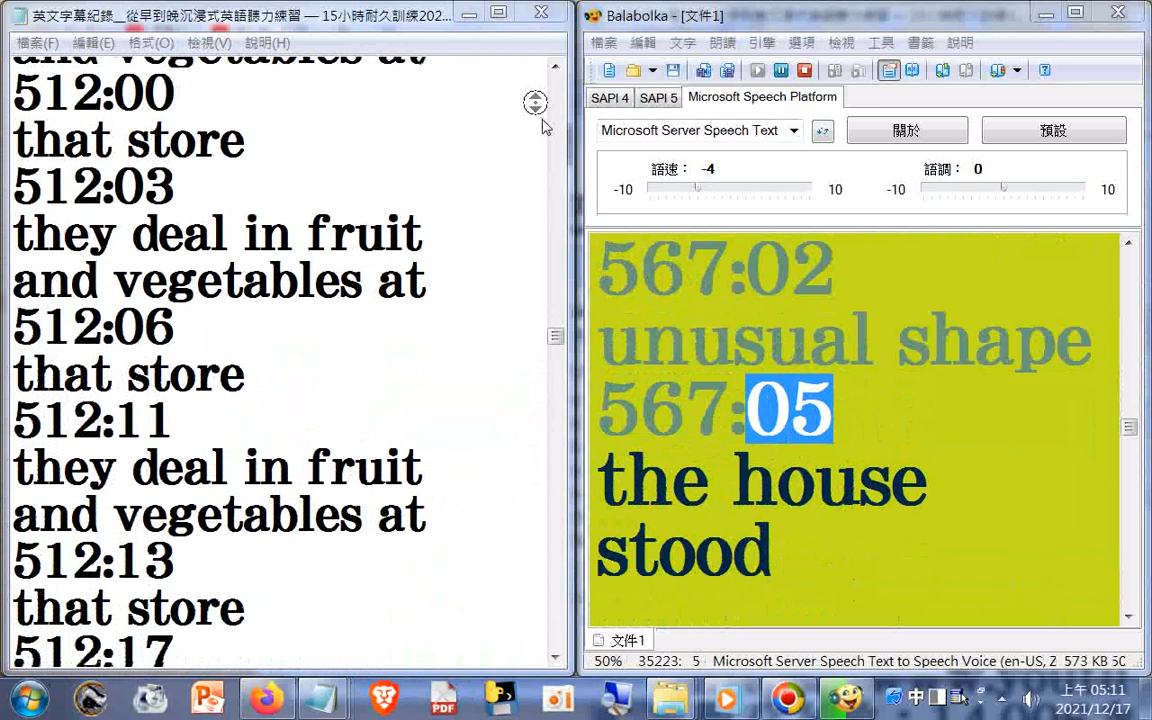 英文字幕紀錄__從早到晚沉浸式英語聽力練習 — 15小時耐久訓練202...
檔案(F) 編輯(E) 格式(O) 檢視(V) 說明(H)
and vegetables at
512:00
that store
512:03
they deal in fruit
and vegetables at
512:06
that store
512:11
they deal in fruit
and vegetables at
512:13
that store
512:17
Balabolka - [文件1]
檔案 編輯 文字 朗讀 引擎 選項 檢視 工具 書籤 說明
SAPI 4 SAPI 5 Microsoft Speech Platform
Microsoft Server Speech Text 關於 預設
語速： -4 語調： 0
-10 10 -10 10
567:02
unusual shape
567:05
the house
stood
文件1
50% 35223: 5 Microsoft Server Speech Text to Speech Voice (en-US, Z 573 KB 50
PDF 中 上午 05:11
2021/12/17